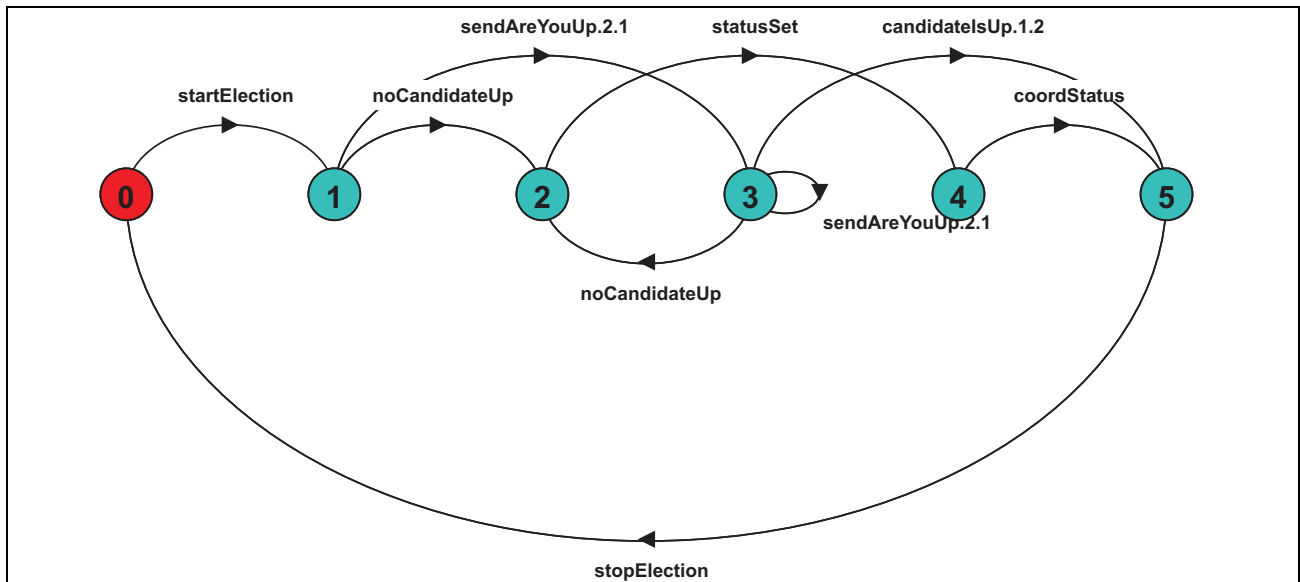 sendAreYouUp.2.1 statusSet candidateIsUp.1.2
startElection noCandidateUp coordStatus
0 1 2 3 4 5
sendAreYouUp.2.1
noCandidateUp
stopElection